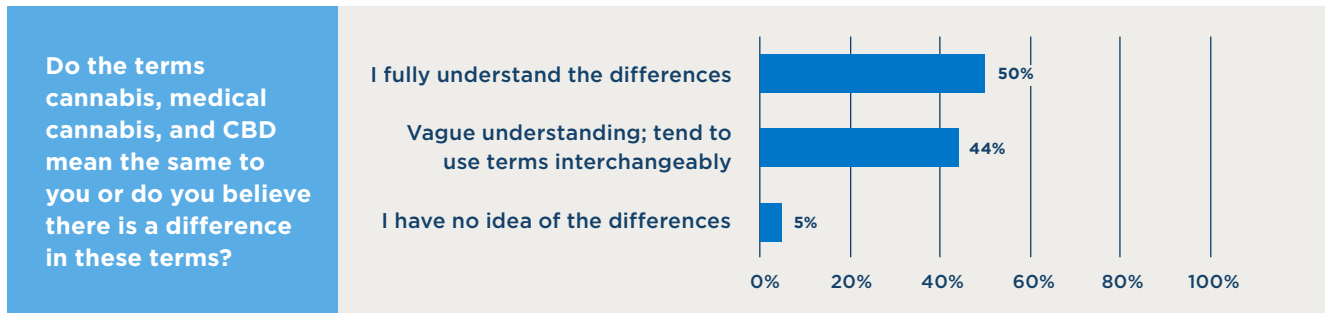 Do the terms
cannabis, medical
cannabis, and CBD
mean the same to
you or do you believe
there is a difference
in these terms?
I fully understand the differences
50%
Vague understanding; tend to
use terms interchangeably
44%
I have no idea of the differences
5%
0% 20% 40% 60% 80% 100%